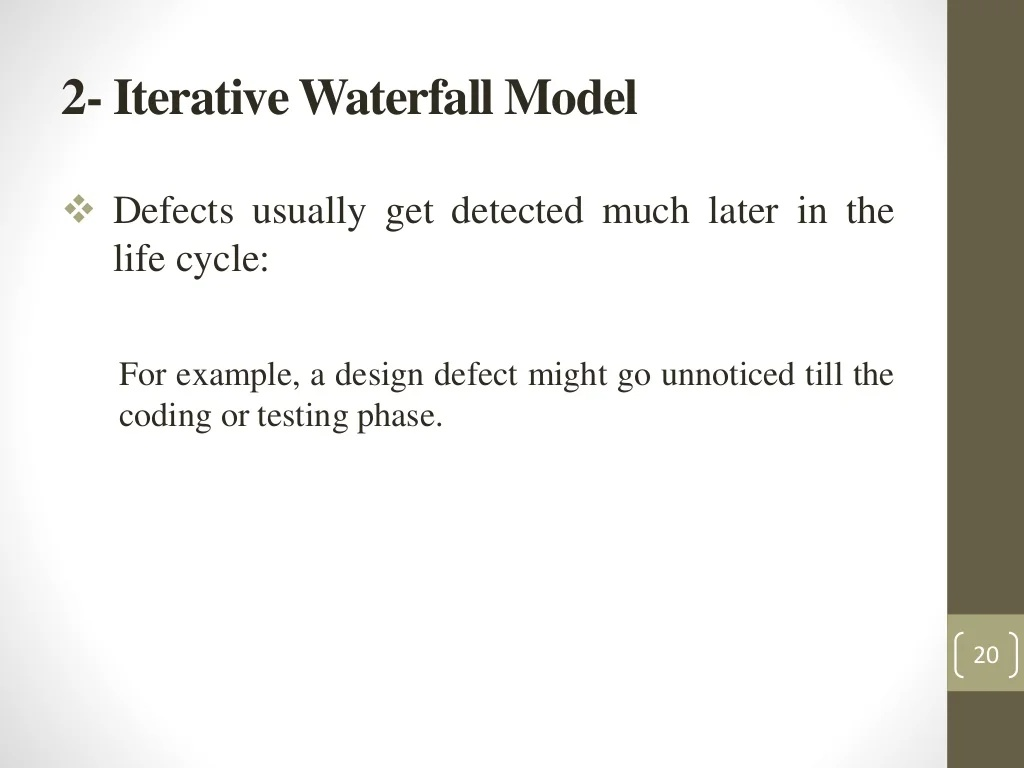 2- Iterative Waterfall Model
❖ Defects usually get detected much later in the
life cycle:
For example, a design defect might go unnoticed till the
coding or testing phase.
20